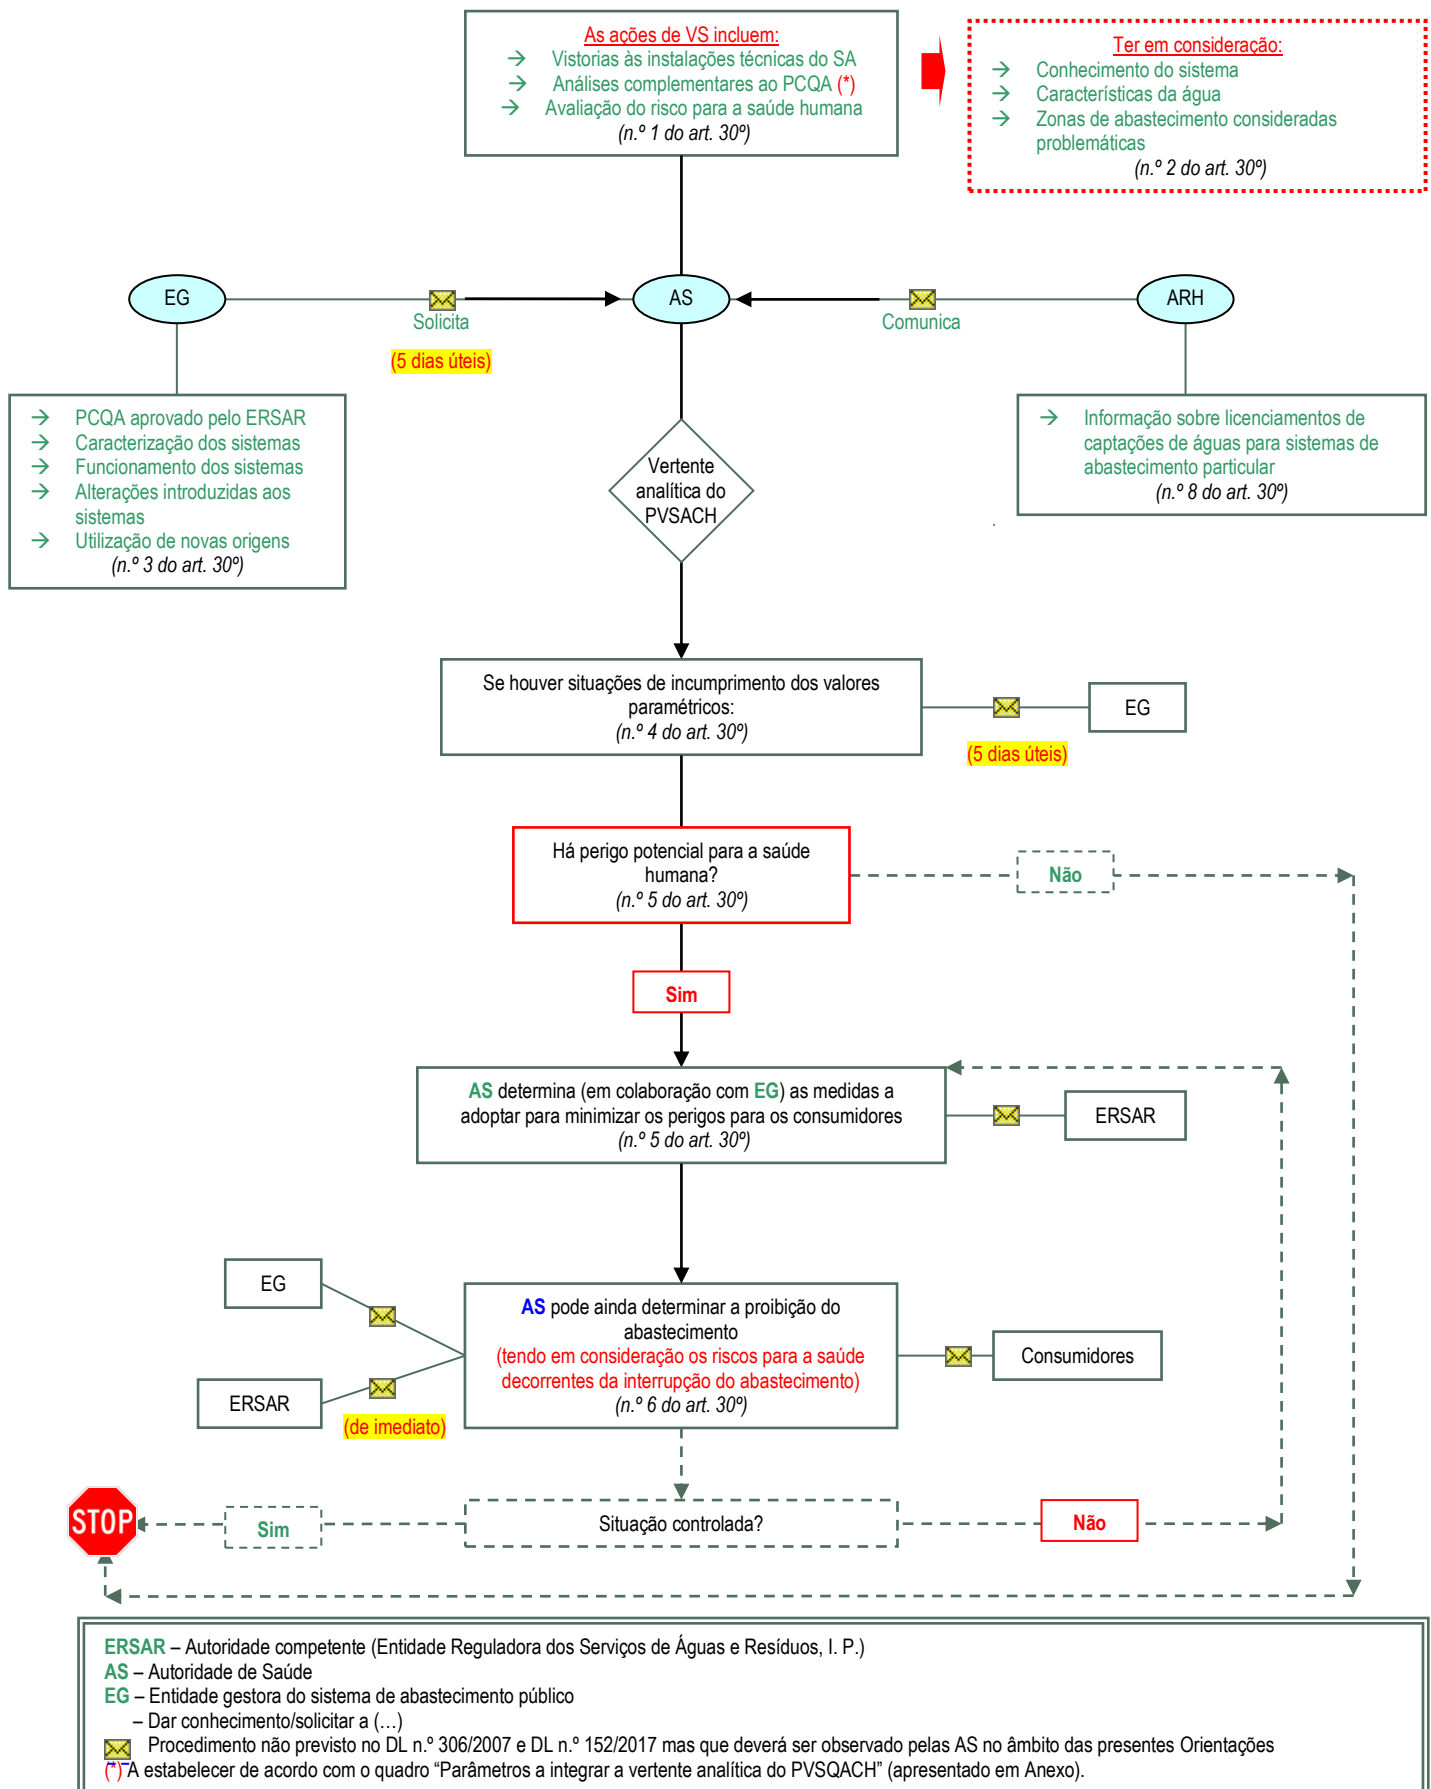 As ações de VS incluem:
→ Vistorias às instalações técnicas do SA
→ Análises complementares ao PCQA (*)
→ Avaliação do risco para a saúde humana
(n.º 1 do art. 30º)
Ter em consideração:
→ Conhecimento do sistema
→ Características da água
→ Zonas de abastecimento consideradas
problemáticas
(n.º 2 do art. 30º)
EG
Solicita
(5 dias úteis)
AS
Comunica
ARH
→ PCQA aprovado pelo ERSAR
→ Caracterização dos sistemas
→ Funcionamento dos sistemas
→ Alterações introduzidas aos
sistemas
→ Utilização de novas origens
(n.º 3 do art. 30º)
Vertente
analítica do
PVSACH
→ Informação sobre licenciamentos de
captações de águas para sistemas de
abastecimento particular
(n.º 8 do art. 30º)
.
Se houver situações de incumprimento dos valores
paramétricos:
(n.º 4 do art. 30º)
EG
(5 dias úteis)
Há perigo potencial para a saúde
humana?
(n.º 5 do art. 30º)
Não
Sim
AS determina (em colaboração com EG) as medidas a
adoptar para minimizar os perigos para os consumidores
(n.º 5 do art. 30º)
ERSAR
EG
ERSAR
(de imediato)
AS pode ainda determinar a proibição do
abastecimento
(tendo em consideração os riscos para a saúde
decorrentes da interrupção do abastecimento)
(n.º 6 do art. 30º)
Consumidores
STOP
Sim
Situação controlada?
Não
ERSAR – Autoridade competente (Entidade Reguladora dos Serviços de Águas e Resíduos, I. P.)
AS – Autoridade de Saúde
EG – Entidade gestora do sistema de abastecimento público
– Dar conhecimento/solicitar a (…)
Procedimento não previsto no DL n.º 306/2007 e DL n.º 152/2017 mas que deverá ser observado pelas AS no âmbito das presentes Orientações
(*) A estabelecer de acordo com o quadro “Parâmetros a integrar a vertente analítica do PVSQACH” (apresentado em Anexo).